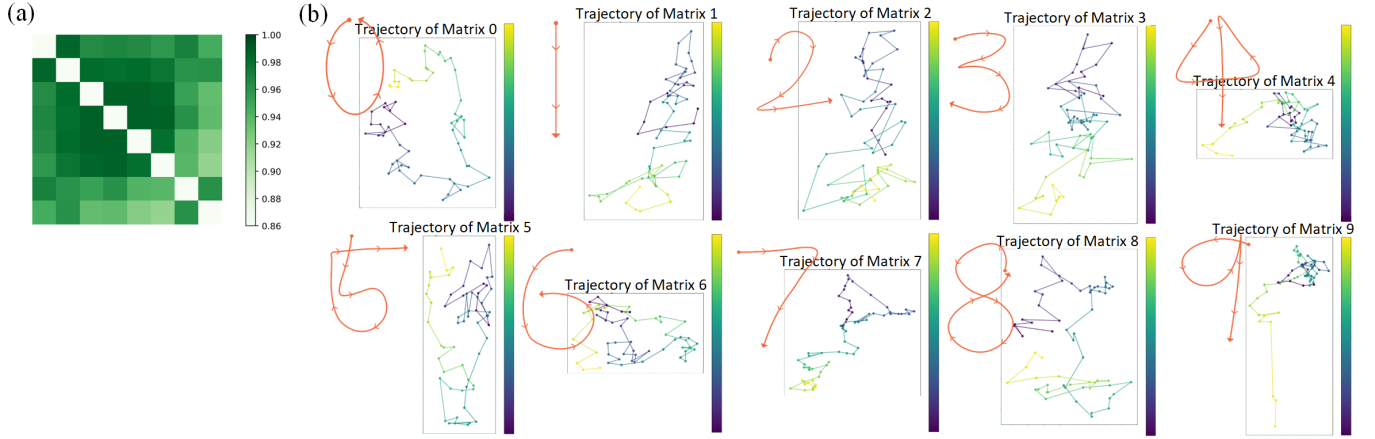 (a)
1.00
0.98
0.96
0.94
0.92
0.90
0.88
0.86
(b)
Trajectory of Matrix 0
Trajectory of Matrix 1
Trajectory of Matrix 2
Trajectory of Matrix 3
Trajectory of Matrix 4
Trajectory of Matrix 5
Trajectory of Matrix 6
Trajectory of Matrix 7
Trajectory of Matrix 8
Trajectory of Matrix 9